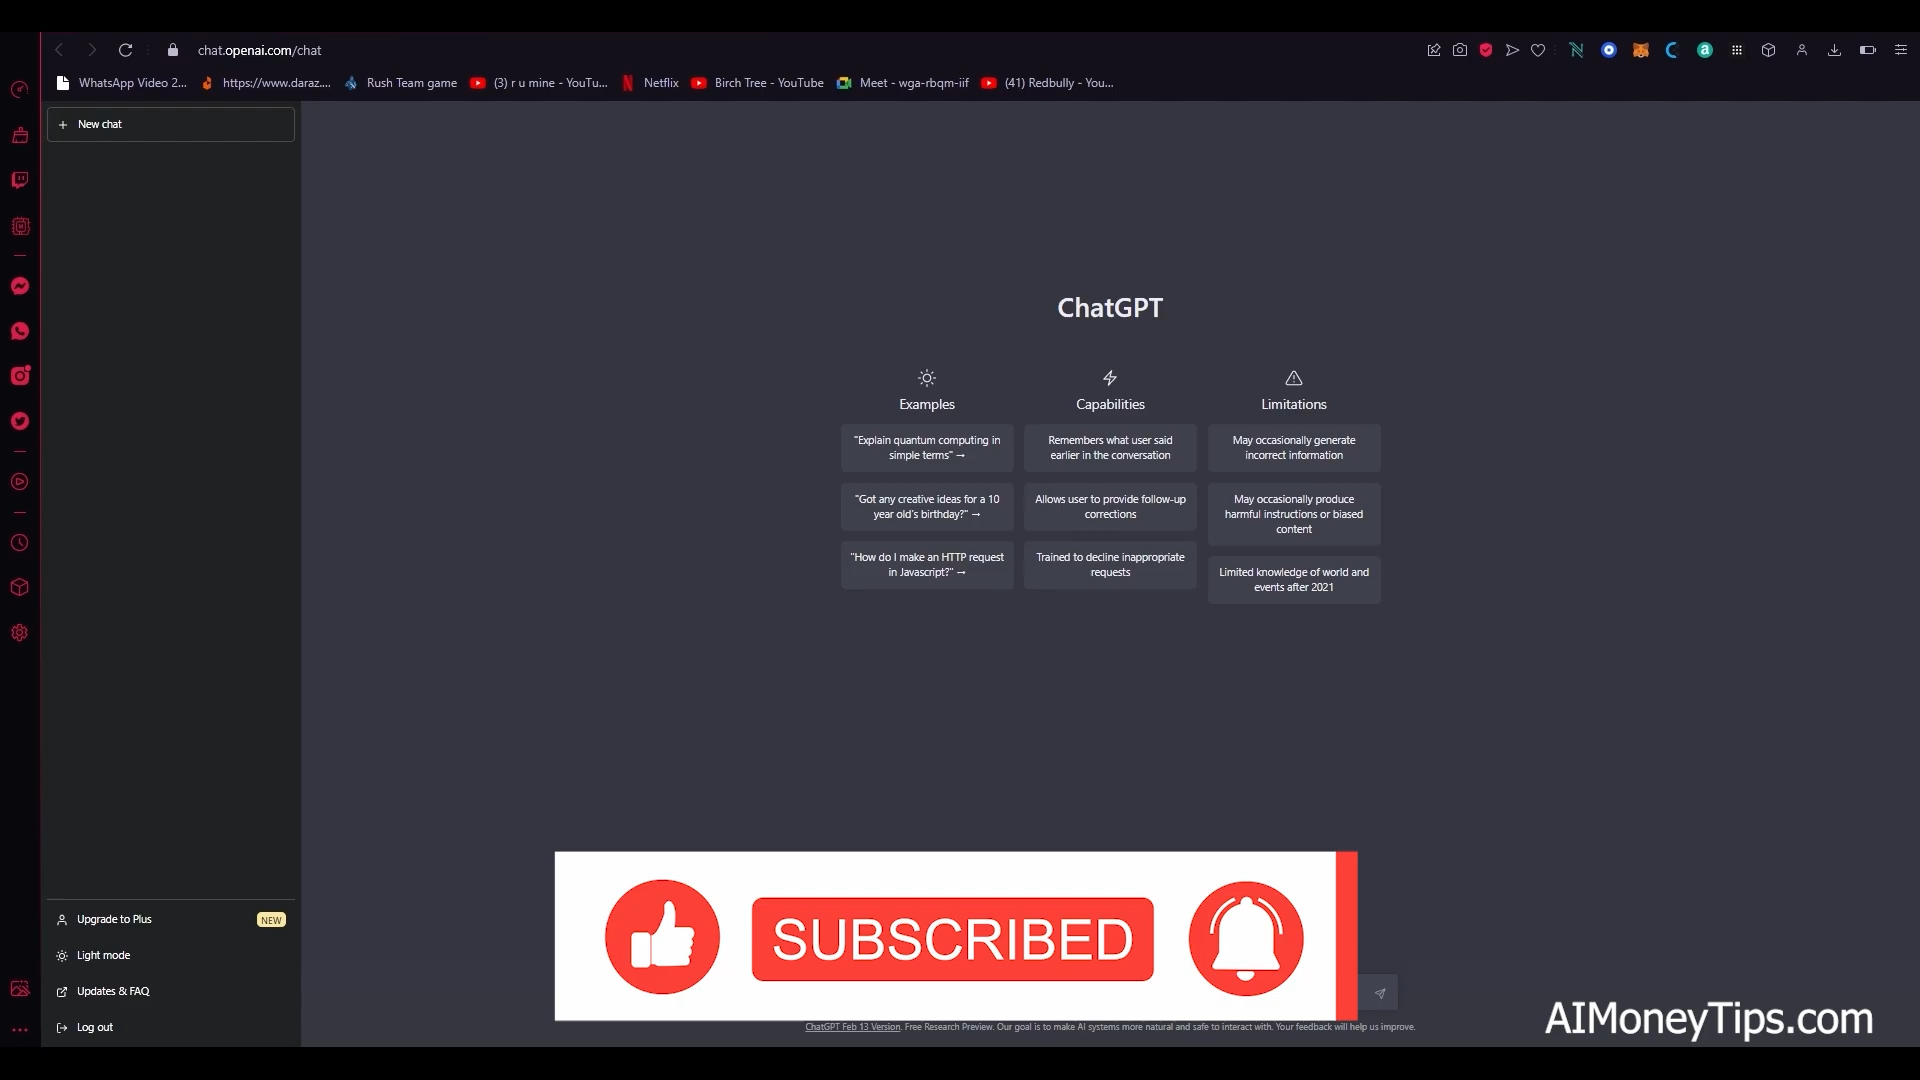 chat.openai.com/chat
WhatsApp Video 2... https://www.daraz.... Rush Team game (3) r u mine - YouTu... Netflix Birch Tree - YouTube Meet - wga-rbqm-iif (41) Redbully - You...
+ New chat
ChatGPT
Examples
"Explain quantum computing in
simple terms" →
"Got any creative ideas for a 10
year old's birthday?" →
"How do I make an HTTP request
in Javascript?" →
Capabilities
Remembers what user said
earlier in the conversation
Allows user to provide follow-up
corrections
Trained to decline inappropriate
requests
Limitations
May occasionally generate
incorrect information
May occasionally produce
harmful instructions or biased
content
Limited knowledge of world and
events after 2021
Upgrade to Plus NEW
Light mode
Updates & FAQ
Log out
SUBSCRIBED
ChatGPT Feb 13 Version. Free Research Preview. Our goal is to make AI systems more natural and safe to interact with. Your feedback will help us improve.
AIMoneyTips.com